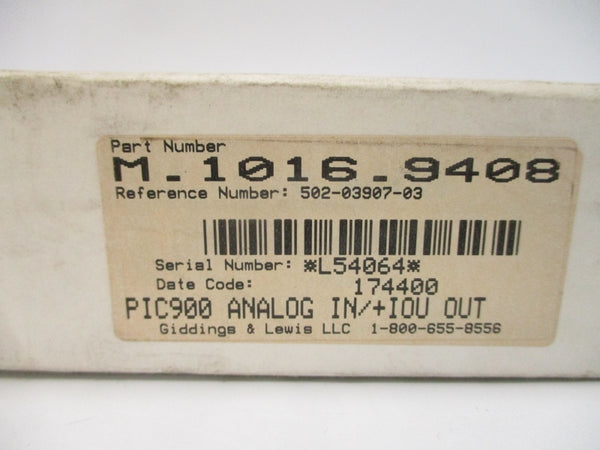 Part Number
M.1016.9408
Reference Number: 502-03907-03
Serial Number: *L54064*
Date Code: 174400
PIC900 ANALOG IN/+IOU OUT
Giddings & Lewis LLC 1-800-655-8556